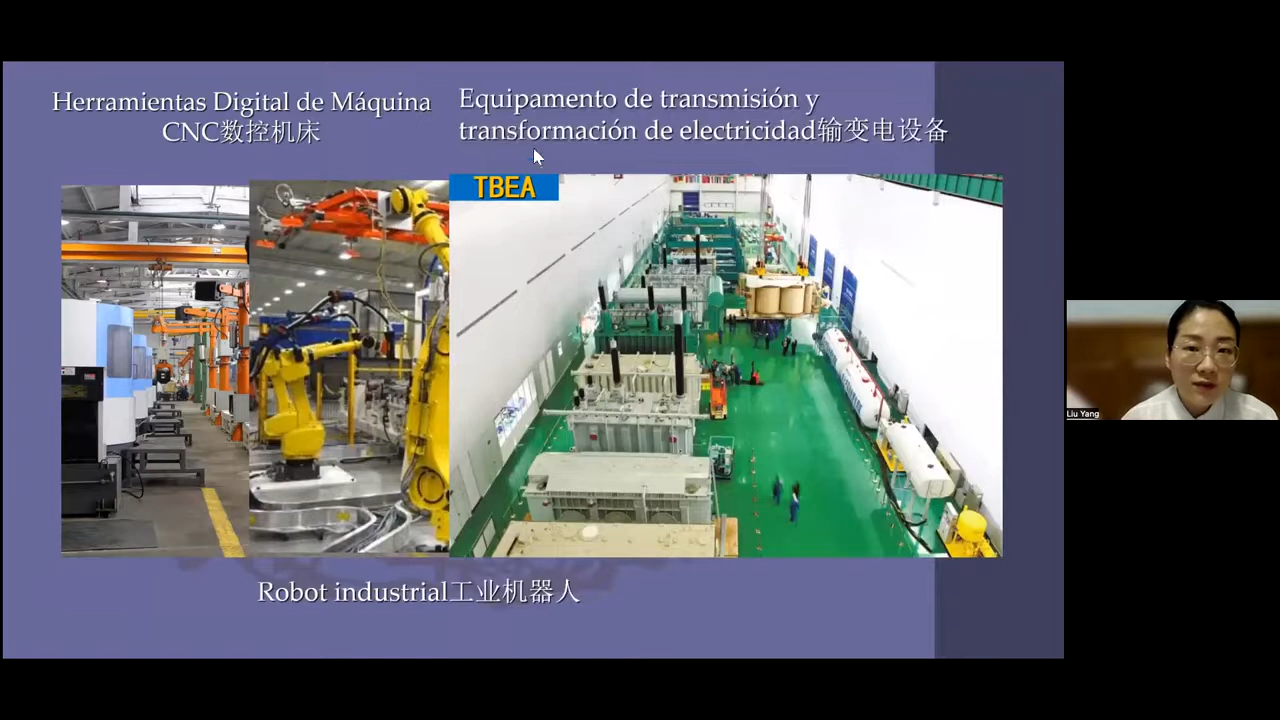 Herramientas Digital de Máquina
CNC数控机床
Equipamento de transmisión y
transformación de electricidad输变电设备
TBEA
Robot industrial工业机器人
Liu Yang